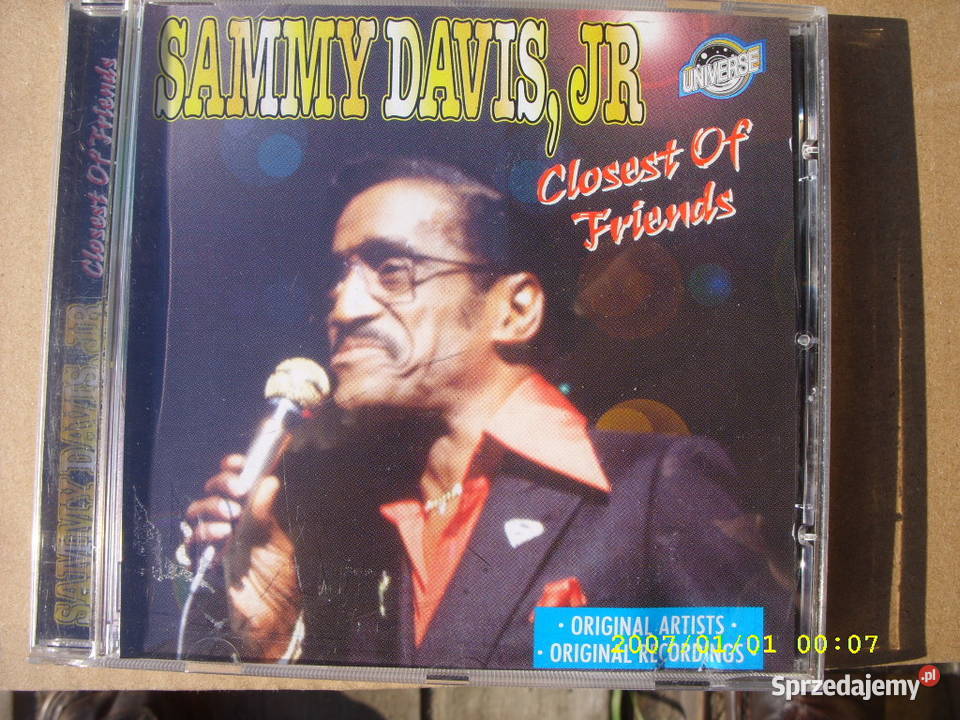 SAMMY DAVIS, JR
UNIVERSE
Closest Of
Friends
Closest Of Friends
SAMMY DAVIS, JR
· ORIGINAL ARTISTS ·
· ORIGINAL RECORDINGS ·
2007/01/01 00:07
Sprzedajemy.pl